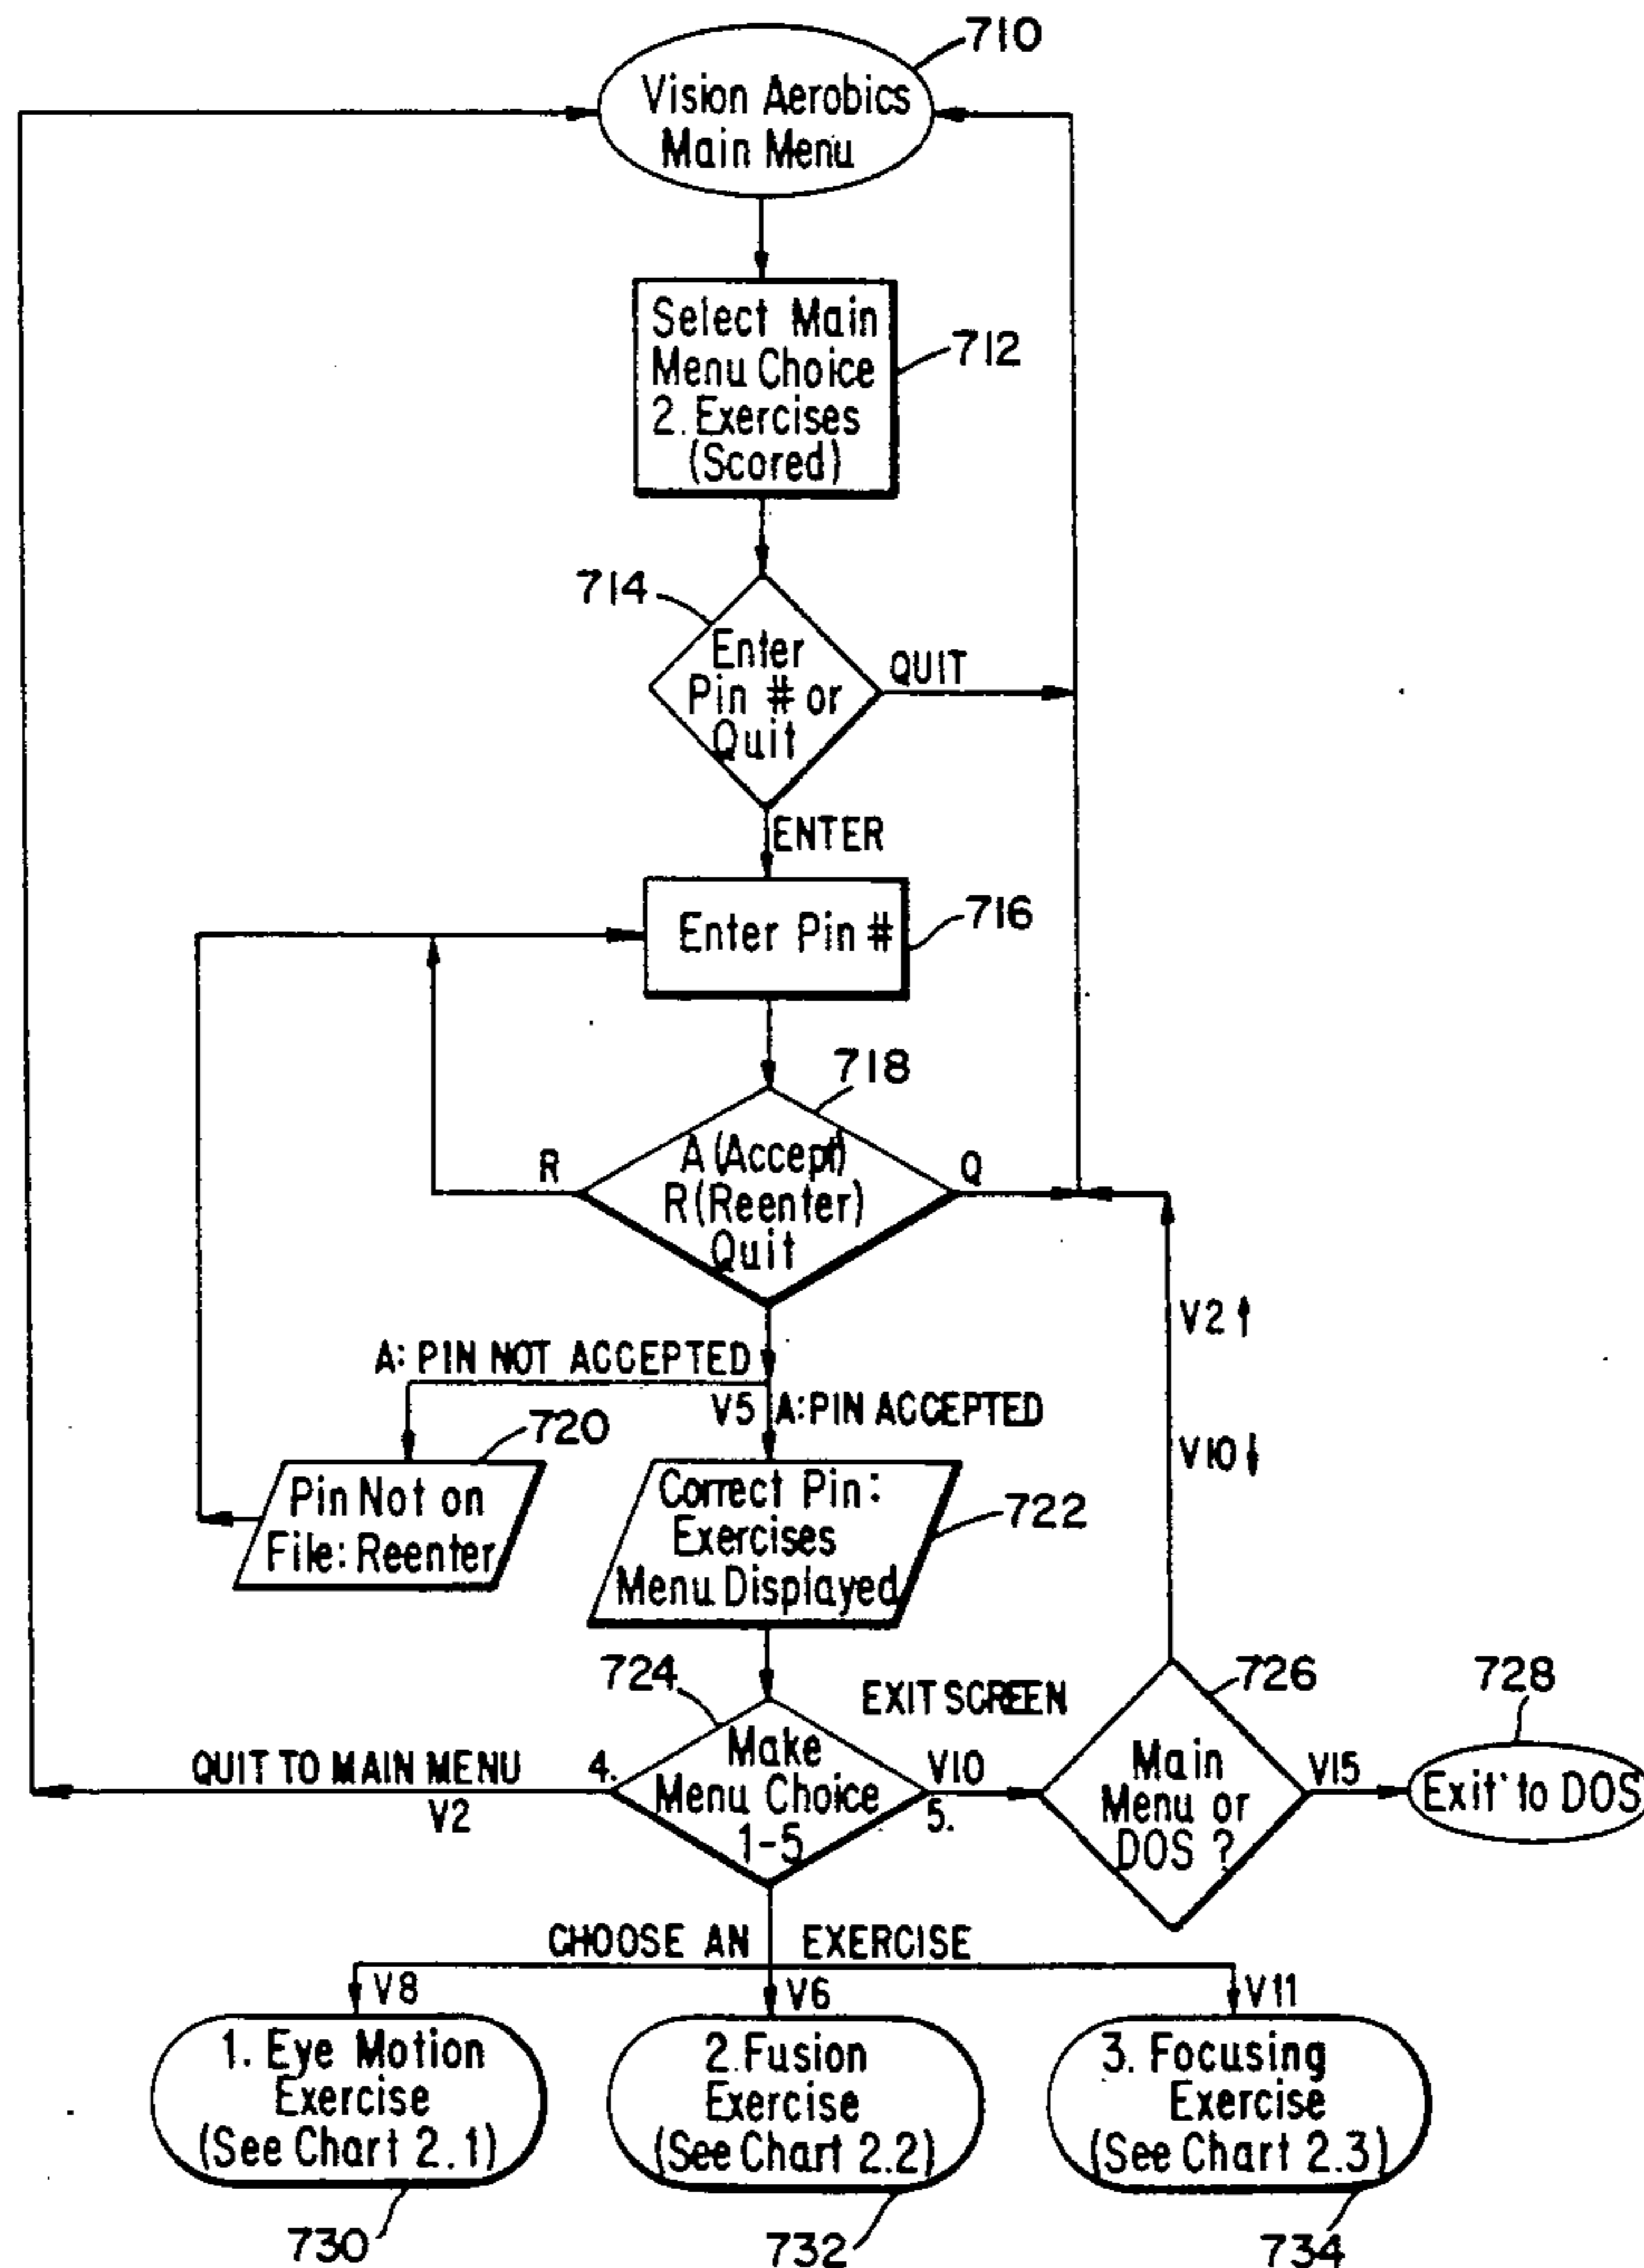 710
Vision Aerobics
Main Menu
Select Main
Menu Choice
2. Exercises
(Scored)
712
714
Enter
Pin # or
Quit
QUIT
ENTER
Enter Pin #
716
718
R
A (Accept)
R (Reenter)
Quit
Q
V2
V10
A: PIN NOT ACCEPTED
V5 A: PIN ACCEPTED
720
Pin Not on
File: Reenter
Correct Pin:
Exercises
Menu Displayed
722
724
EXIT SCREEN
726
728
QUIT TO MAIN MENU
V2
4.
Make
Menu Choice
1-5
V10
5.
Main
Menu or
DOS ?
V15
Exit to DOS
CHOOSE AN EXERCISE
V8
V6
V11
1. Eye Motion
Exercise
(See Chart 2.1)
2. Fusion
Exercise
(See Chart 2.2)
3. Focusing
Exercise
(See Chart 2.3)
730
732
734